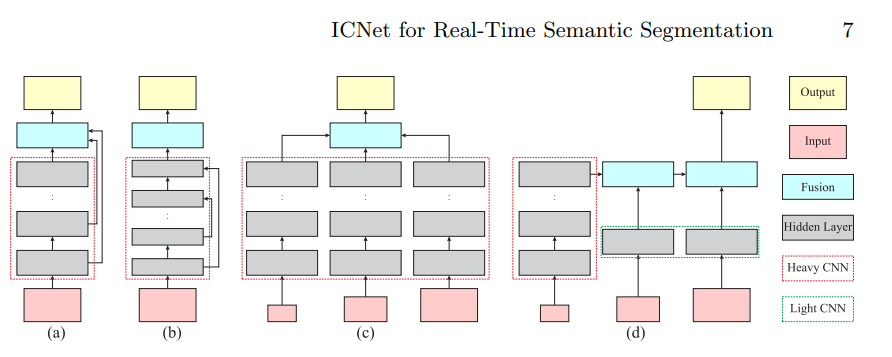 ICNet for Real-Time Semantic Segmentation 7
Output
Input
Fusion
Hidden Layer
Heavy CNN
Light CNN
(a) (b) (c) (d)